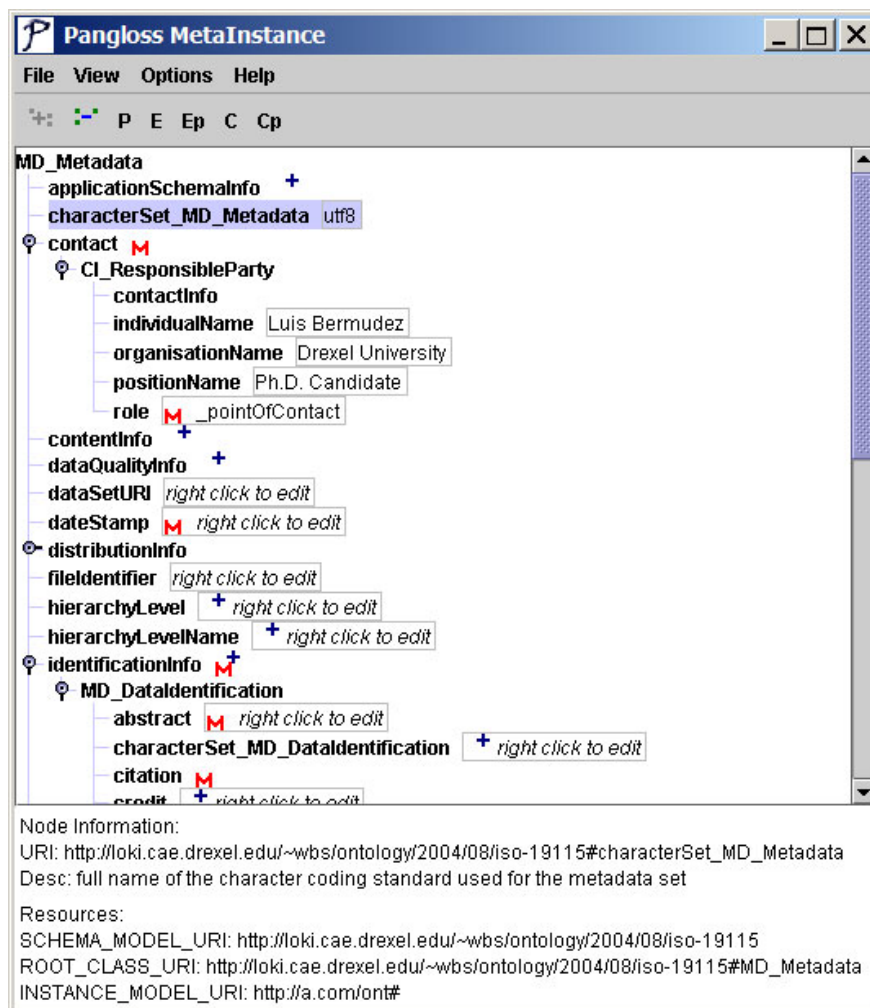 P Pangloss MetaInstance
File View Options Help
P E Ep C Cp
MD_Metadata
applicationSchemaInfo +
characterSet_MD_Metadata utf8
contact M
CI_ResponsibleParty
contactInfo
individualName Luis Bermudez
organisationName Drexel University
positionName Ph.D. Candidate
role M _pointOfContact
contentInfo +
dataQualityInfo +
dataSetURI right click to edit
dateStamp M right click to edit
distributionInfo
fileIdentifier right click to edit
hierarchyLevel + right click to edit
hierarchyLevelName + right click to edit
identificationInfo M+
MD_DataIdentification
abstract M right click to edit
characterSet_MD_DataIdentification + right click to edit
citation M
credit + right click to edit
Node Information:
URI: http://loki.cae.drexel.edu/~wbs/ontology/2004/08/iso-19115#characterSet_MD_Metadata
Desc: full name of the character coding standard used for the metadata set
Resources:
SCHEMA_MODEL_URI: http://loki.cae.drexel.edu/~wbs/ontology/2004/08/iso-19115
ROOT_CLASS_URI: http://loki.cae.drexel.edu/~wbs/ontology/2004/08/iso-19115#MD_Metadata
INSTANCE_MODEL_URI: http://a.com/ont#